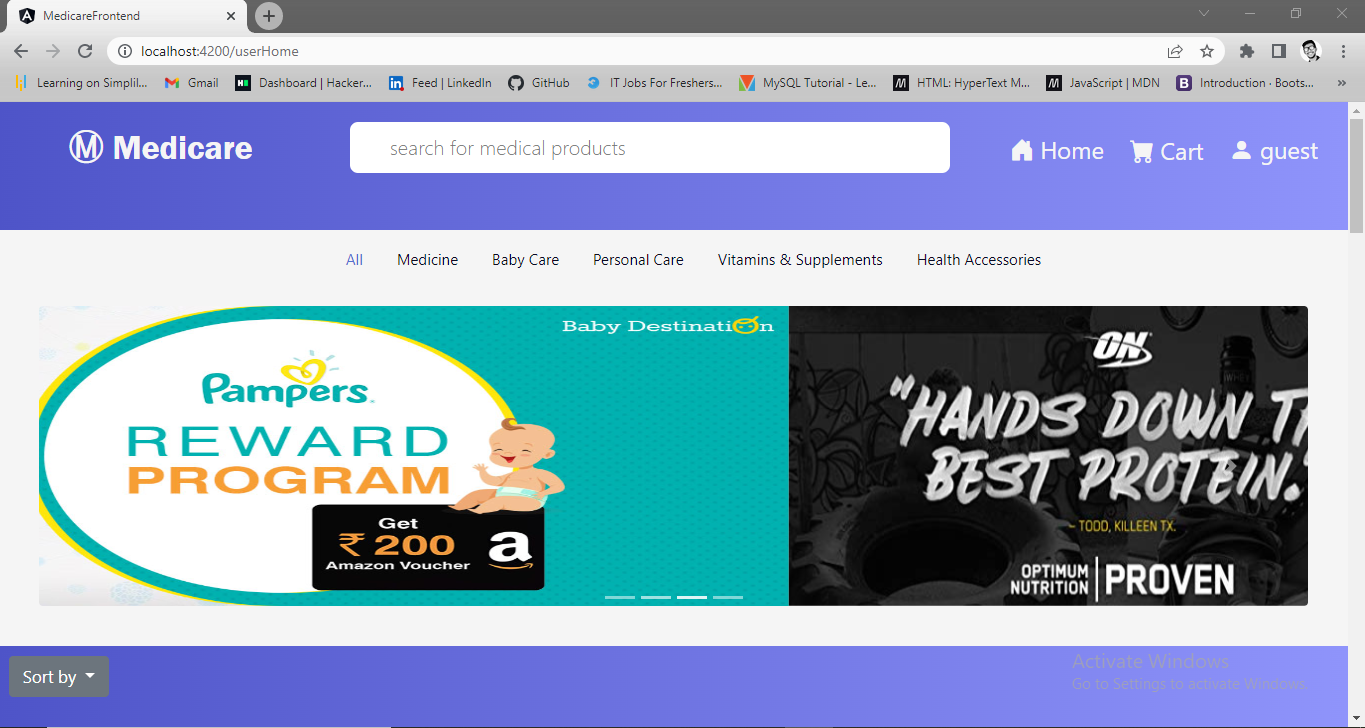 MedicareFrontend
localhost:4200/userHome
Learning on Simplil... Gmail Dashboard | Hacker... Feed | LinkedIn GitHub IT Jobs For Freshers... MySQL Tutorial - Le... HTML: HyperText M... JavaScript | MDN Introduction · Boots... »
M Medicare
search for medical products
Home Cart guest
All Medicine Baby Care Personal Care Vitamins & Supplements Health Accessories
Baby Destination
Pampers
REWARD
PROGRAM
Get
₹ 200
Amazon Voucher
a
ON
"HANDS DOWN T
BEST PROTEIN.
~ TODD, KILLEEN TX.
OPTIMUM
NUTRITION
PROVEN
Sort by
Activate Windows
Go to Settings to activate Windows.